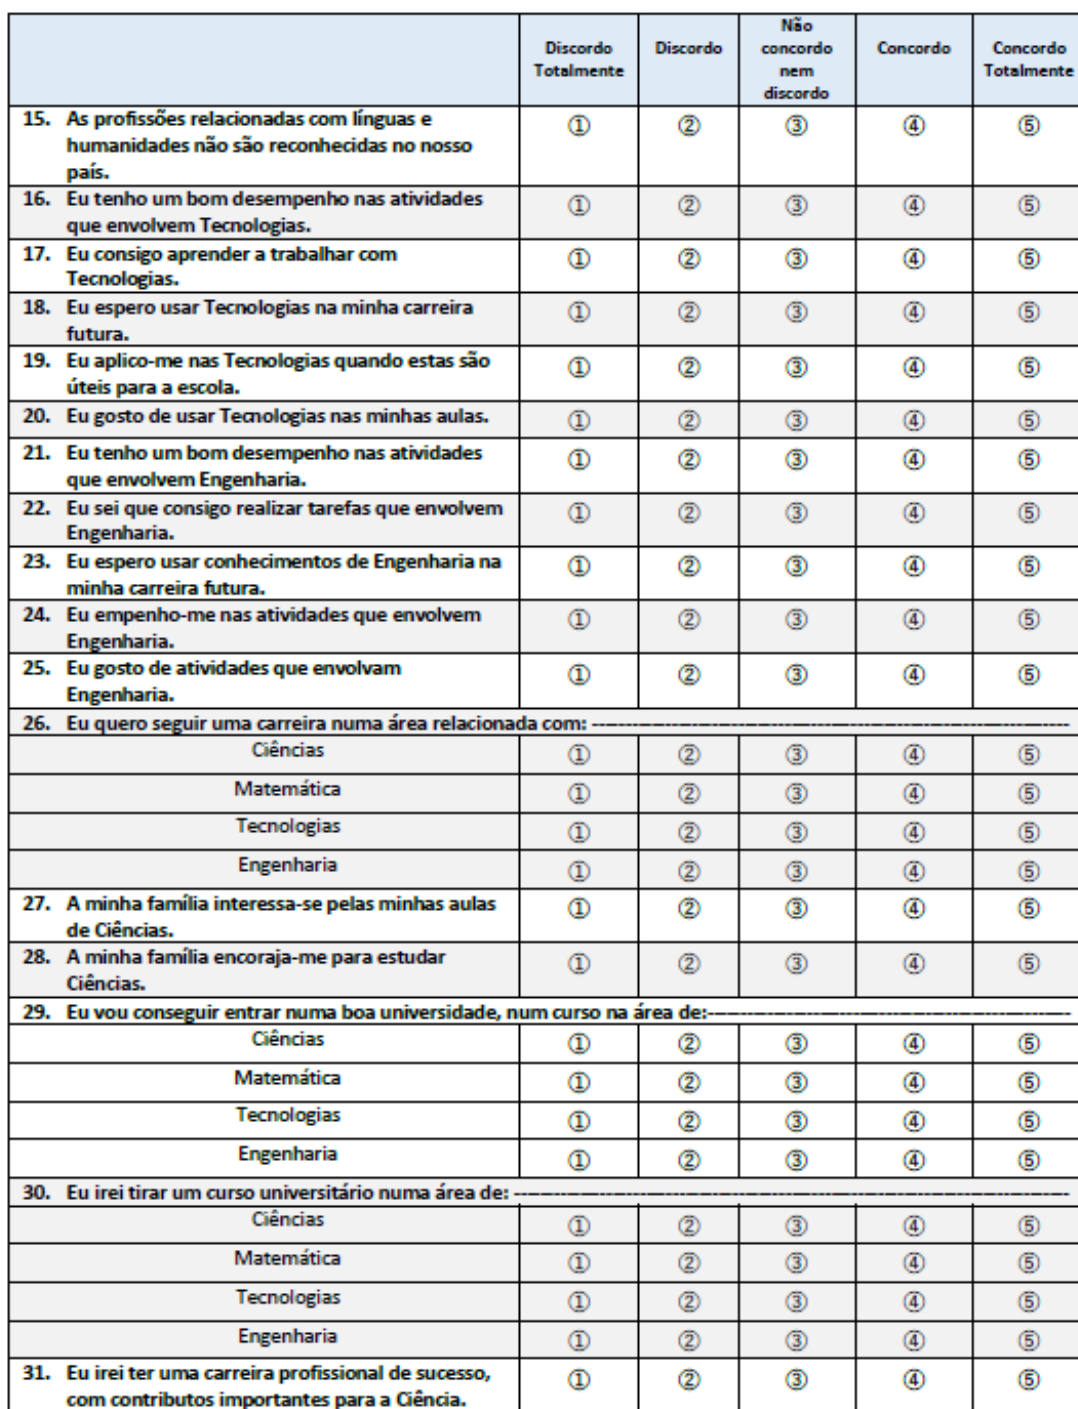 Discordo Totalmente Discordo Não concordo nem discordo Concordo Concordo Totalmente
15. As profissões relacionadas com línguas e ① ② ③ ④ ⑤
humanidades não são reconhecidas no nosso
país.
16. Eu tenho um bom desempenho nas atividades ① ② ③ ④ ⑤
que envolvem Tecnologias.
17. Eu consigo aprender a trabalhar com ① ② ③ ④ ⑤
Tecnologias.
18. Eu espero usar Tecnologias na minha carreira ① ② ③ ④ ⑤
futura.
19. Eu aplico-me nas Tecnologias quando estas são ① ② ③ ④ ⑤
úteis para a escola.
20. Eu gosto de usar Tecnologias nas minhas aulas. ① ② ③ ④ ⑤
21. Eu tenho um bom desempenho nas atividades ① ② ③ ④ ⑤
que envolvem Engenharia.
22. Eu sei que consigo realizar tarefas que envolvem ① ② ③ ④ ⑤
Engenharia.
23. Eu espero usar conhecimentos de Engenharia na ① ② ③ ④ ⑤
minha carreira futura.
24. Eu empenho-me nas atividades que envolvem ① ② ③ ④ ⑤
Engenharia.
25. Eu gosto de atividades que envolvam ① ② ③ ④ ⑤
Engenharia.
26. Eu quero seguir uma carreira numa área relacionada com: ----------
Ciências ① ② ③ ④ ⑤
Matemática ① ② ③ ④ ⑤
Tecnologias ① ② ③ ④ ⑤
Engenharia ① ② ③ ④ ⑤
27. A minha família interessa-se pelas minhas aulas ① ② ③ ④ ⑤
de Ciências.
28. A minha família encoraja-me para estudar ① ② ③ ④ ⑤
Ciências.
29. Eu vou conseguir entrar numa boa universidade, num curso na área de:----------
Ciências ① ② ③ ④ ⑤
Matemática ① ② ③ ④ ⑤
Tecnologias ① ② ③ ④ ⑤
Engenharia ① ② ③ ④ ⑤
30. Eu irei tirar um curso universitário numa área de: ----------
Ciências ① ② ③ ④ ⑤
Matemática ① ② ③ ④ ⑤
Tecnologias ① ② ③ ④ ⑤
Engenharia ① ② ③ ④ ⑤
31. Eu irei ter uma carreira profissional de sucesso, ① ② ③ ④ ⑤
com contributos importantes para a Ciência.